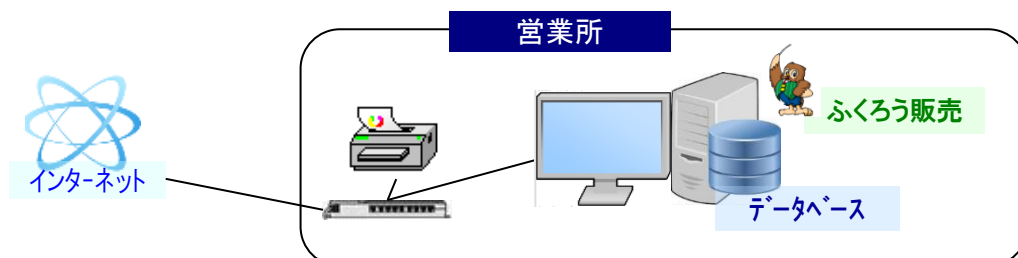 営業所
ふくろう販売
インターネット
データベース